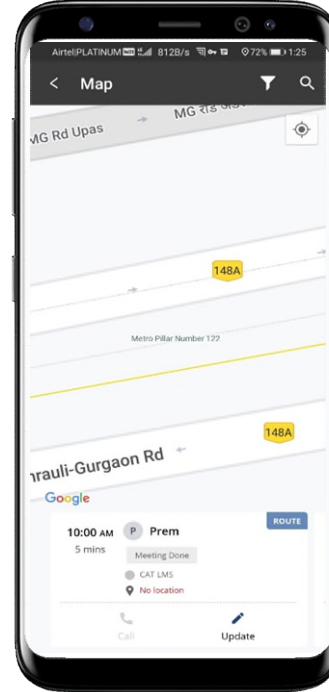 Airtel|PLATINUM 812B/s 72% 1:25
Map
MG Rd Upas
MG रोड
148A
Metro Pillar Number 122
148A
hrauli-Gurgaon Rd
Google
ROUTE
10:00 AM P Prem
5 mins
Meeting Done
CAT LMS
No location
Call Update